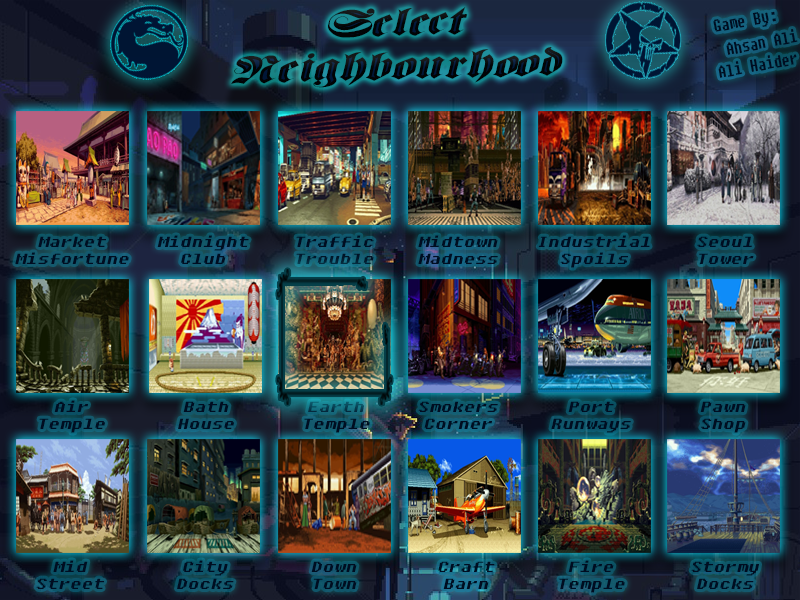 Select
Neighbourhood
Game By:
Ahsan Ali
Ali Haider
Market
Misfortune
Midnight
Club
Traffic
Trouble
Midtown
Madness
Industrial
Spoils
Seoul
Tower
Air
Temple
Bath
House
Earth
Temple
Smokers
Corner
Port
Runways
Pawn
Shop
Mid
Street
City
Docks
Down
Town
Craft
Barn
Fire
Temple
Stormy
Docks